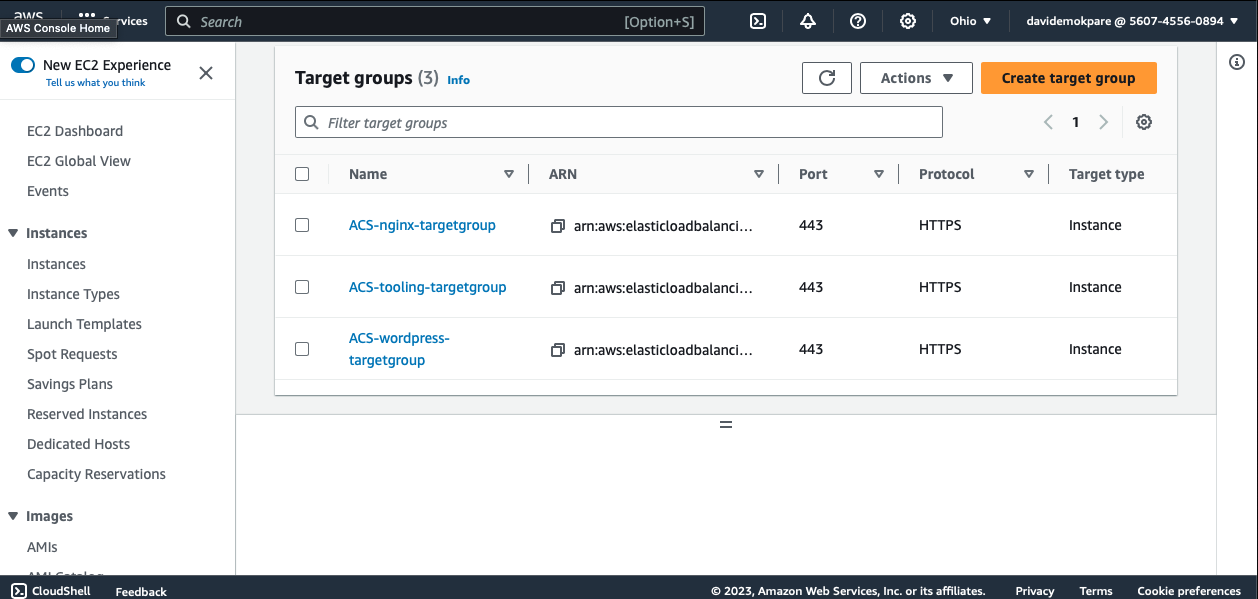 aws
Services
Search
[Option+S]
Ohio
davidemokpare @ 5607-4556-0894
AWS Console Home
New EC2 Experience
Tell us what you think
EC2 Dashboard
EC2 Global View
Events
Instances
Instances
Instance Types
Launch Templates
Spot Requests
Savings Plans
Reserved Instances
Dedicated Hosts
Capacity Reservations
Images
AMIs
AMI Catalog
Target groups (3) Info
Actions
Create target group
Filter target groups
1
Name ARN Port Protocol Target type
ACS-nginx-targetgroup arn:aws:elasticloadbalanci... 443 HTTPS Instance
ACS-tooling-targetgroup arn:aws:elasticloadbalanci... 443 HTTPS Instance
ACS-wordpress-
targetgroup arn:aws:elasticloadbalanci... 443 HTTPS Instance
CloudShell Feedback © 2023, Amazon Web Services, Inc. or its affiliates. Privacy Terms Cookie preferences